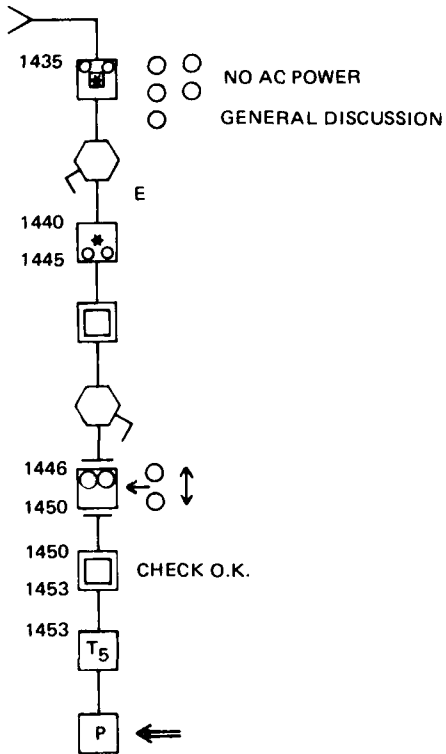 1435
NO AC POWER
GENERAL DISCUSSION
E
1440
*
1445
1446
1450
1450
CHECK O.K.
1453
1453
T5
P